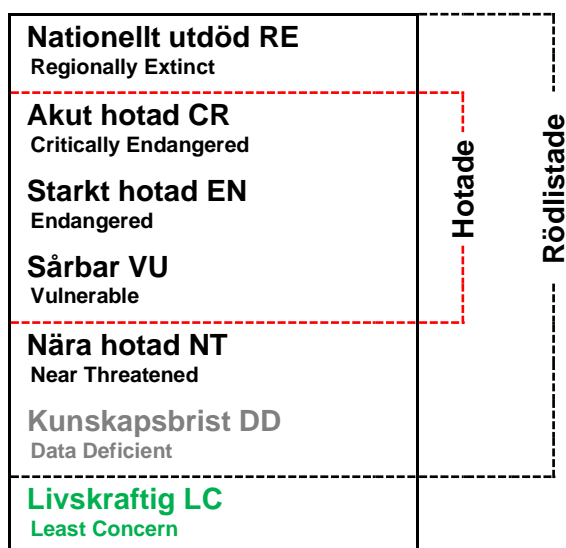 Nationellt utdöd RE
Regionally Extinct
Akut hotad CR
Critically Endangered
Starkt hotad EN
Endangered
Sårbar VU
Vulnerable
Nära hotad NT
Near Threatened
Kunskapsbrist DD
Data Deficient
Livskraftig LC
Least Concern
Hotade
Rödlistade